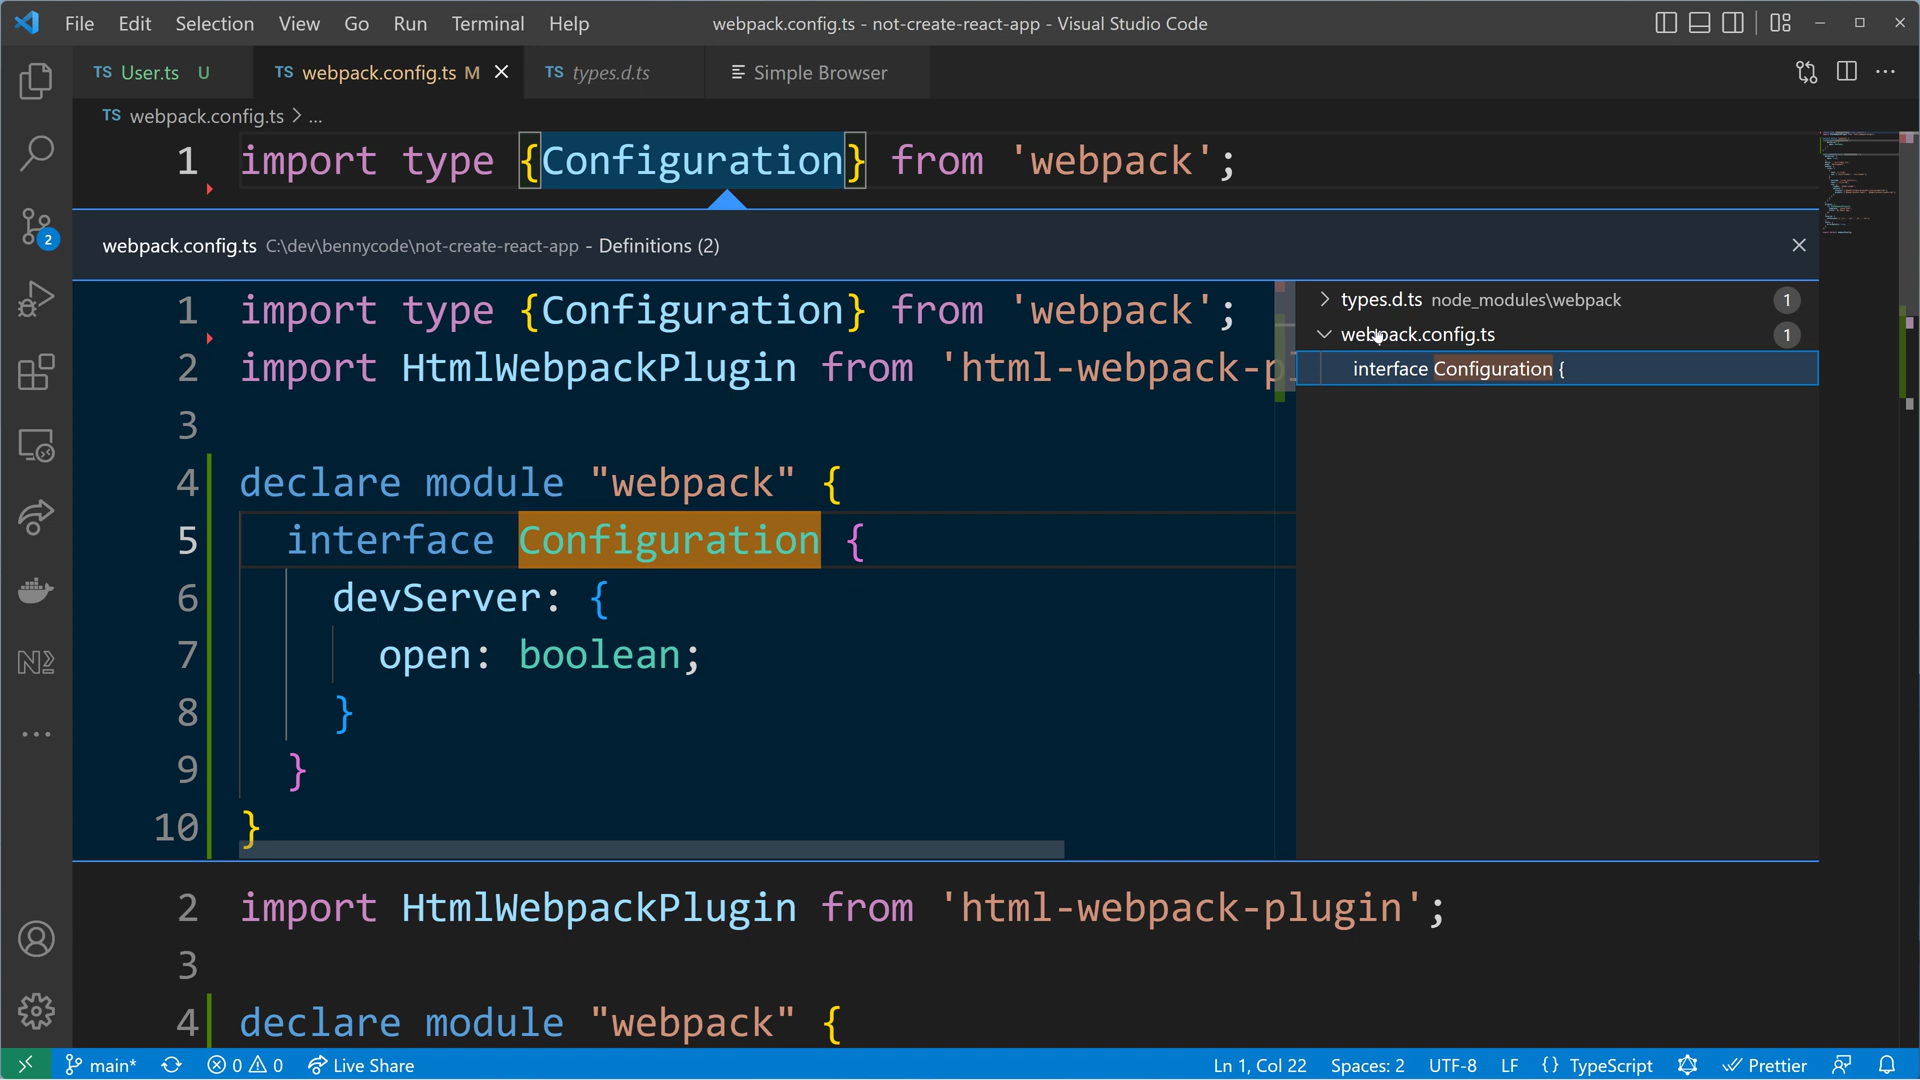 File Edit Selection View Go Run Terminal Help webpack.config.ts - not-create-react-app - Visual Studio Code
TS User.ts U TS webpack.config.ts M TS types.d.ts Simple Browser
TS webpack.config.ts > ...
1 import type {Configuration} from 'webpack';
webpack.config.ts C:\dev\bennycode\not-create-react-app - Definitions (2)
1 import type {Configuration} from 'webpack';
2 import HtmlWebpackPlugin from 'html-webpack-pl
3
4 declare module "webpack" {
5 interface Configuration {
6 devServer: {
7 open: boolean;
8 }
9 }
10 }
types.d.ts node_modules\webpack 1
webpack.config.ts 1
interface Configuration {
2
2 import HtmlWebpackPlugin from 'html-webpack-plugin';
3
4 declare module "webpack" {
main* 0 0 Live Share Ln 1, Col 22 Spaces: 2 UTF-8 LF {} TypeScript Prettier